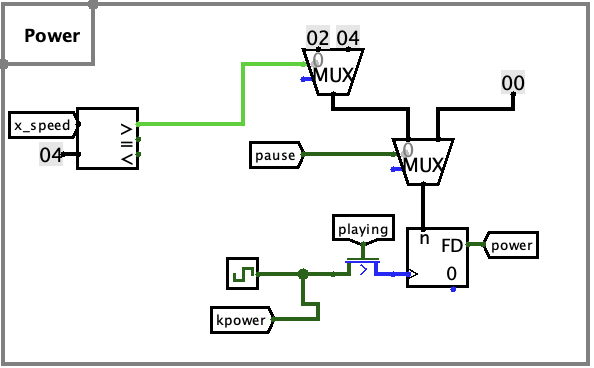 Power
02 04
0
MUX
00
x_speed
>
=
<
04
pause
0
MUX
playing
n
FD
power
0
>
kpower